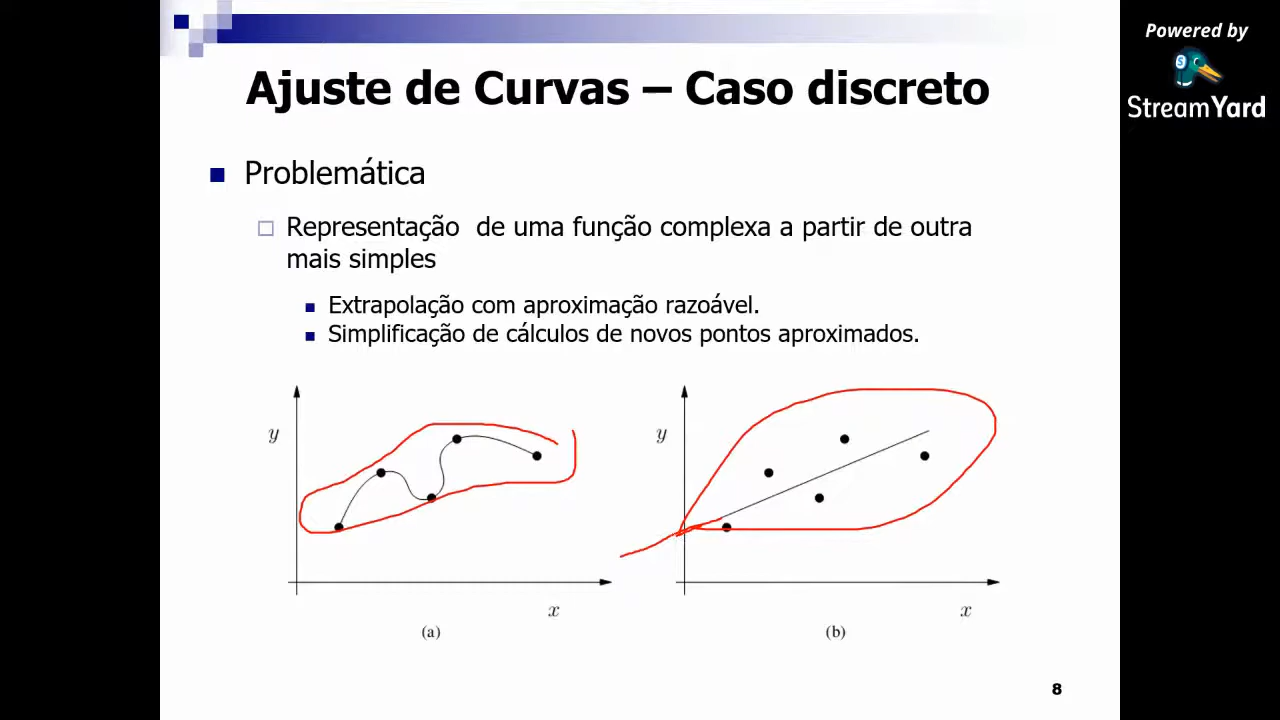 Powered by
StreamYard
Ajuste de Curvas – Caso discreto
Problemática
Representação de uma função complexa a partir de outra
mais simples
Extrapolação com aproximação razoável.
Simplificação de cálculos de novos pontos aproximados.
y
x
(a)
y
x
(b)
8